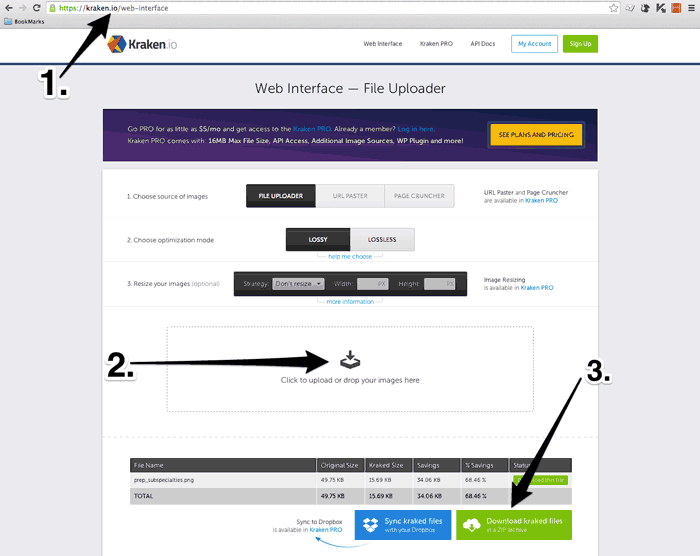 https://kraken.io/web-interface
BookMarks
1.
Kraken.io
Web Interface
Kraken PRO
API Docs
My Account
Sign Up
Web Interface — File Uploader
Go PRO for as little as $5/mo and get access to the Kraken PRO. Already a member? Log in here.
Kraken PRO comes with: 16MB Max File Size, API Access, Additional Image Sources, WP Plugin and more!
SEE PLANS AND PRICING
1. Choose source of images
FILE UPLOADER
URL PASTER
PAGE CRUNCHER
URL Paster and Page Cruncher
are available in Kraken PRO
2. Choose optimization mode
LOSSY
LOSSLESS
help me choose
3. Resize your images (optional)
Strategy:
Don't resize
Width:
PX
Height:
PX
more information
Image Resizing
is available in Kraken PRO
2.
Click to upload or drop your images here
3.
File Name Original Size Kraked Size Savings % Savings Status
prep_subspecialties.png 49.75 KB 15.69 KB 34.06 KB 68.46 %
TOTAL 49.75 KB 15.69 KB 34.06 KB 68.46 %
Sync to Dropbox
is available in Kraken PRO
Sync kraked files
with your Dropbox
Download kraked files
in a ZIP archive